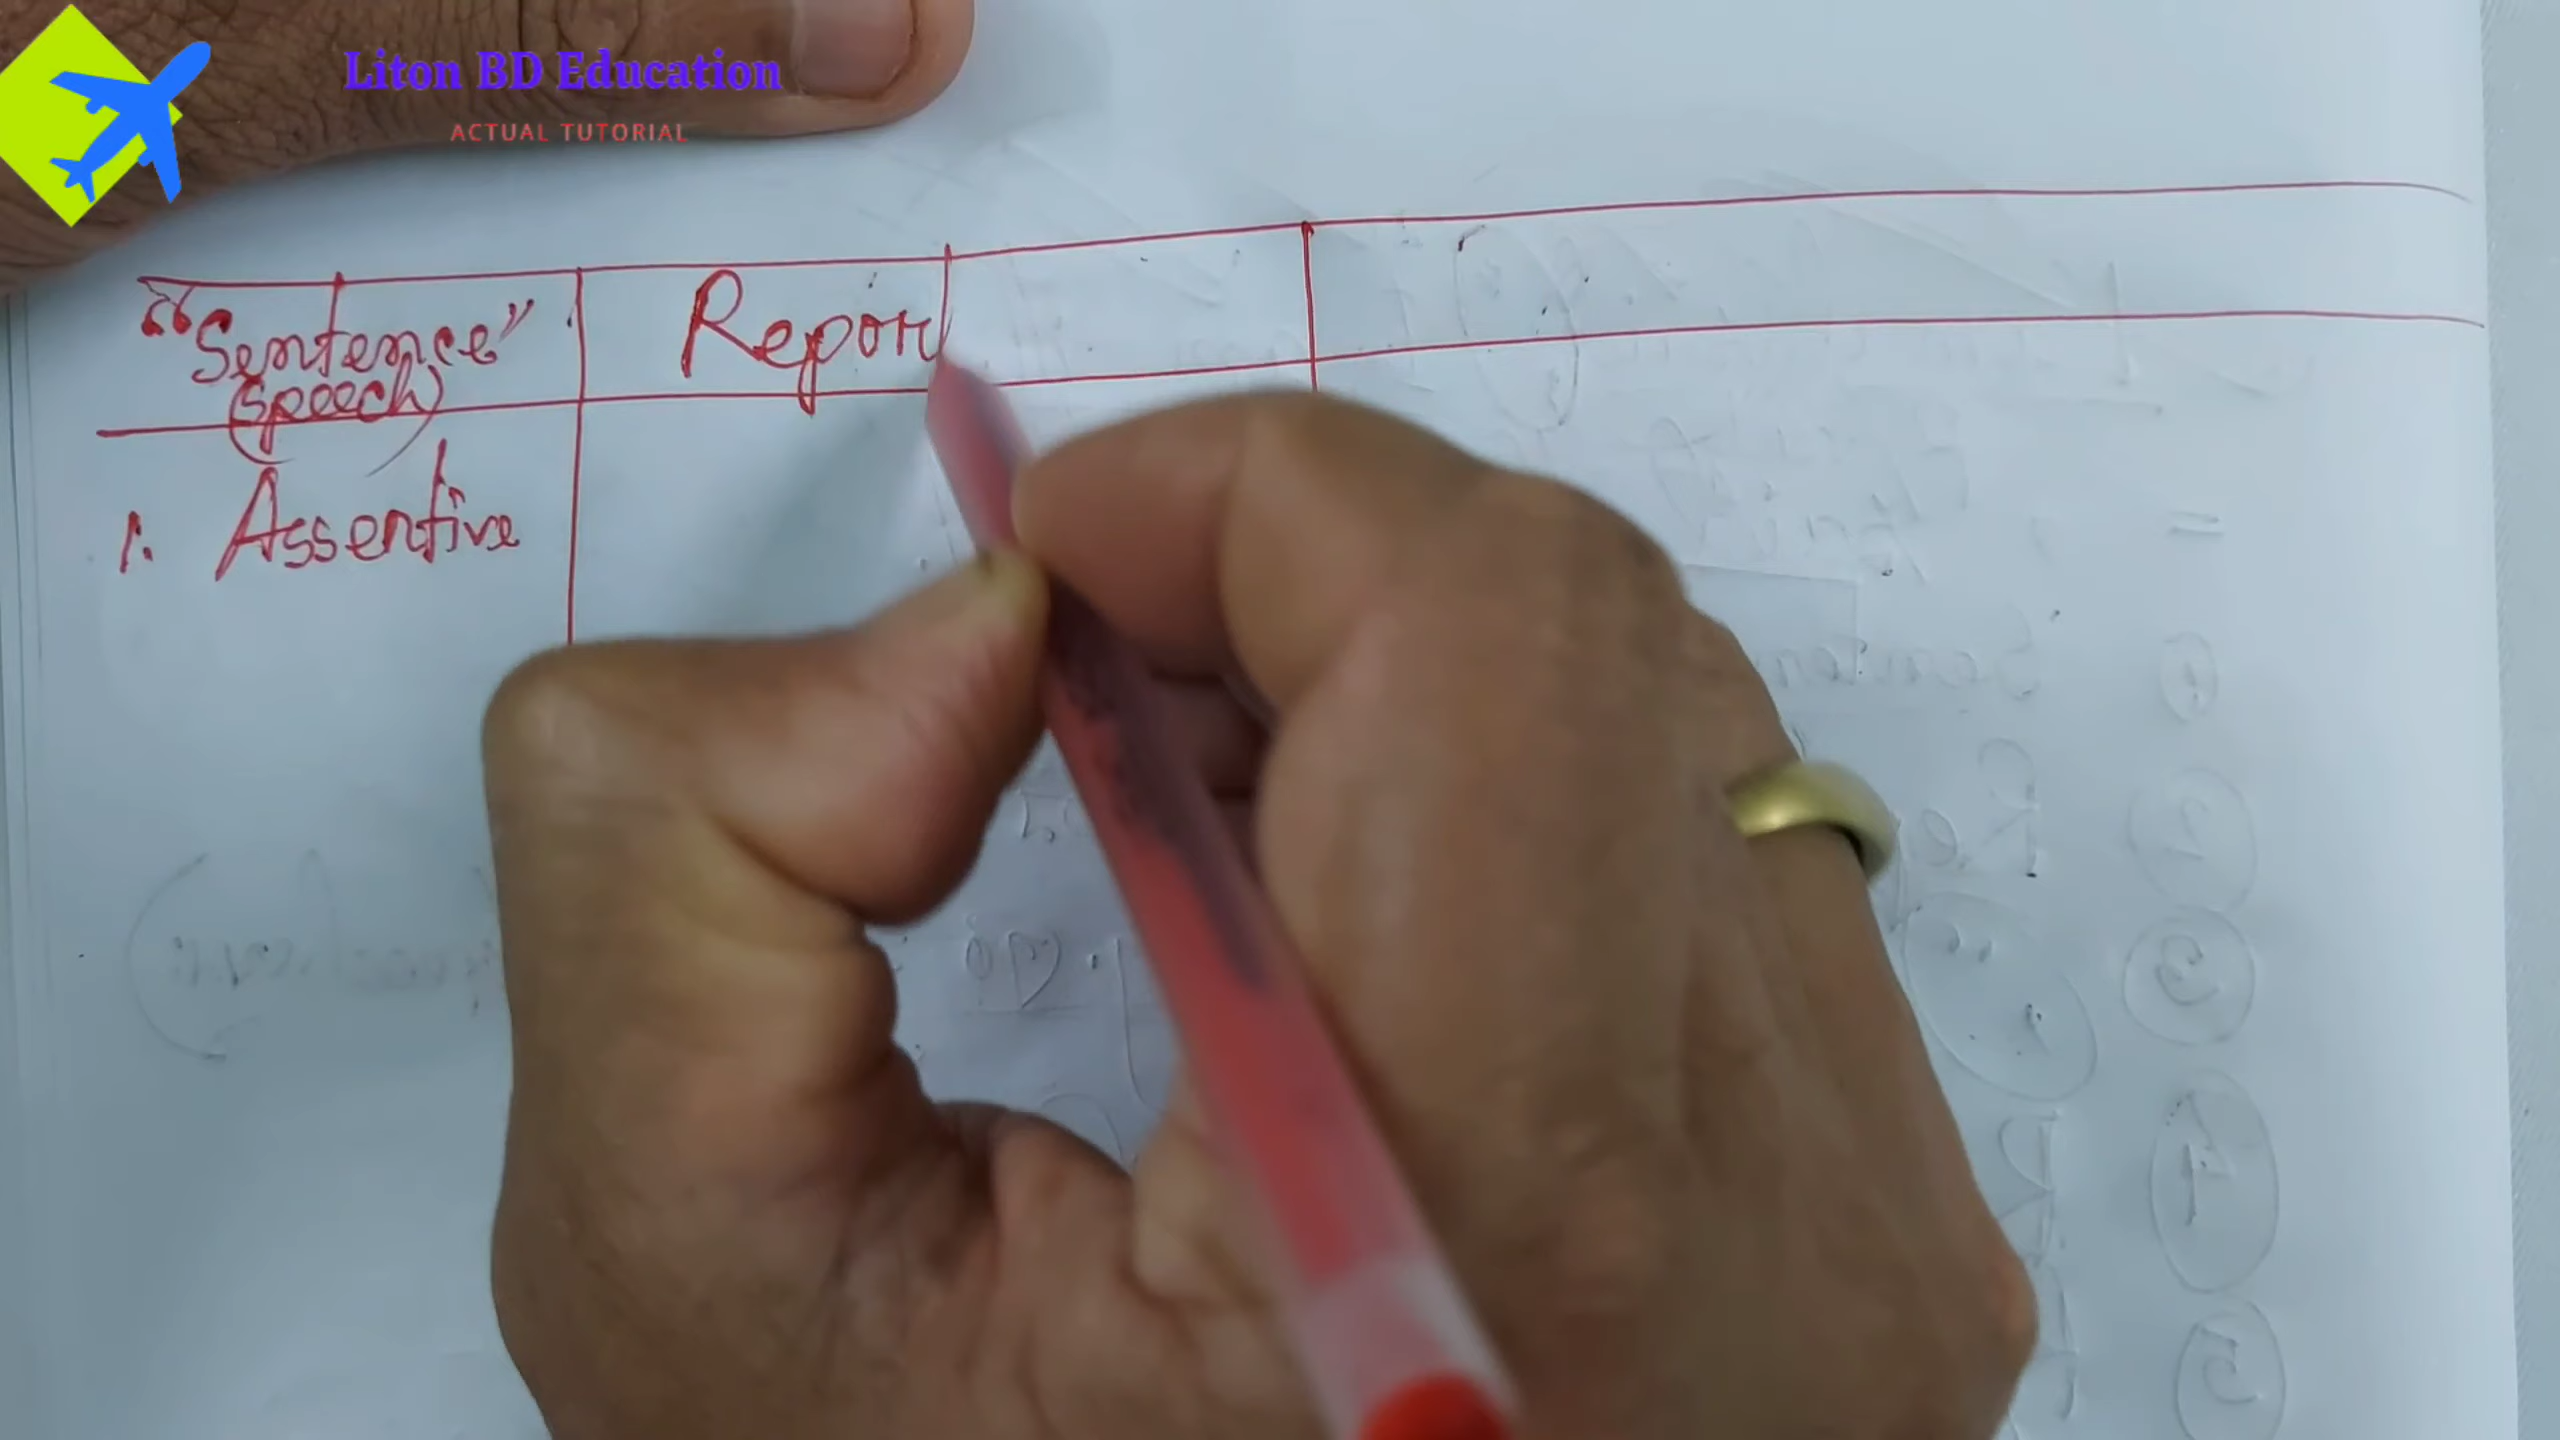 Liton BD Education
ACTUAL TUTORIAL
"Sentence" Report
(speech)
1. Assertive